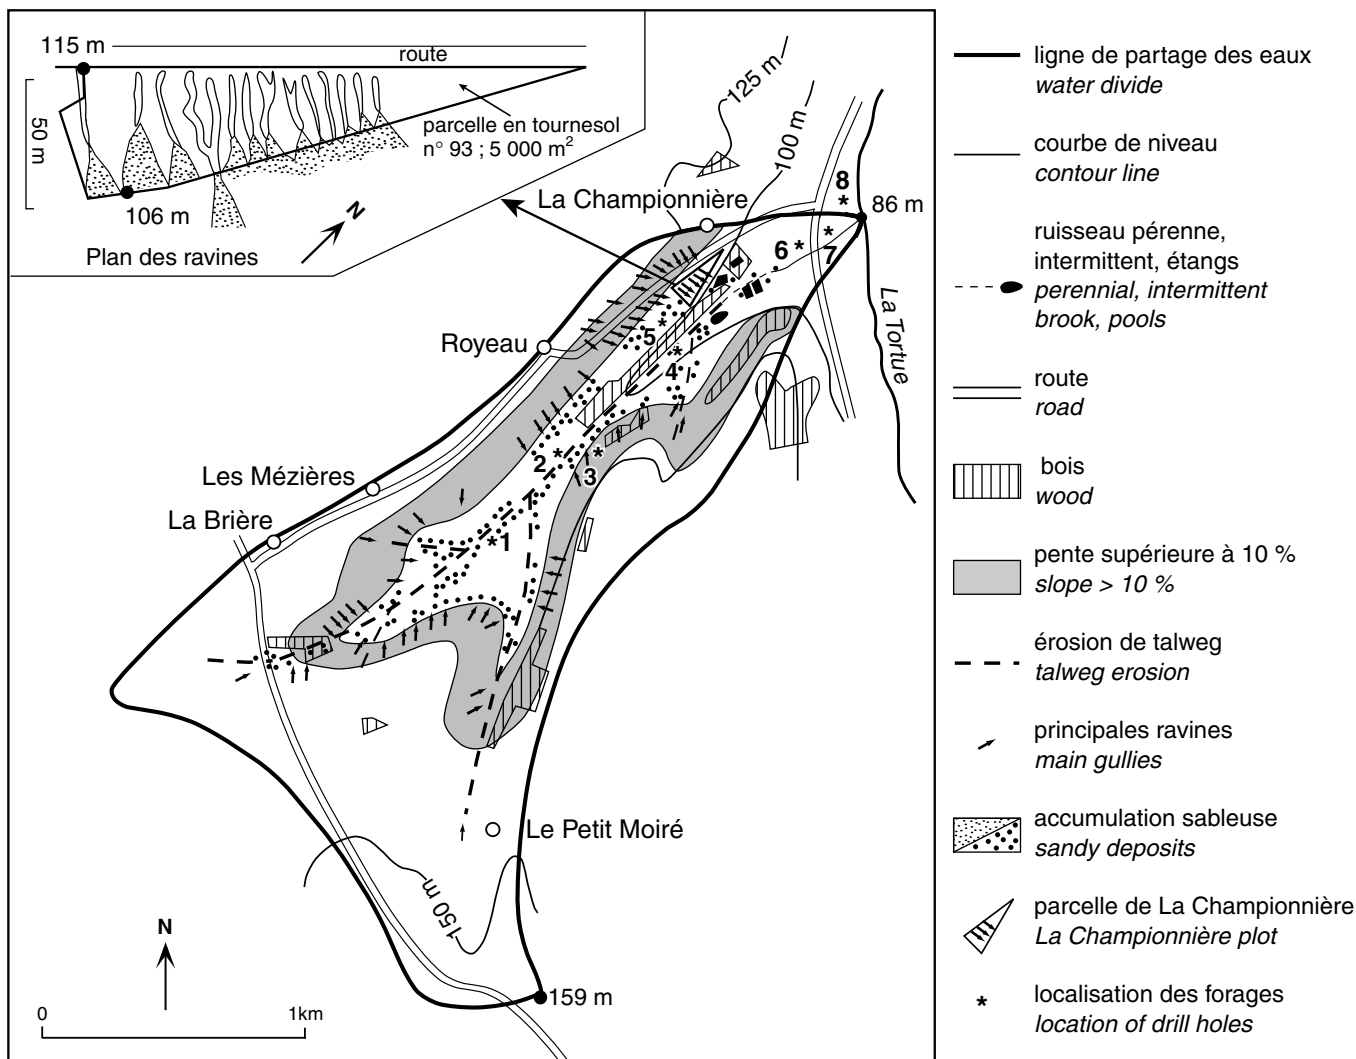 115 m
route
50 m
parcelle en tournesol
n° 93 ; 5 000 m²
106 m
N
Plan des ravines
125 m
100 m
La Championnière
8
86 m
6
7
La Tortue
5
Royeau
4
2
3
Les Mézières
La Brière
1
Le Petit Moiré
150 m
159 m
N
0
1km
ligne de partage des eaux
water divide
courbe de niveau
contour line
ruisseau pérenne,
intermittent, étangs
perennial, intermittent
brook, pools
route
road
bois
wood
pente supérieure à 10 %
slope > 10 %
érosion de talweg
talweg erosion
principales ravines
main gullies
accumulation sableuse
sandy deposits
parcelle de La Championnière
La Championnière plot
localisation des forages
location of drill holes